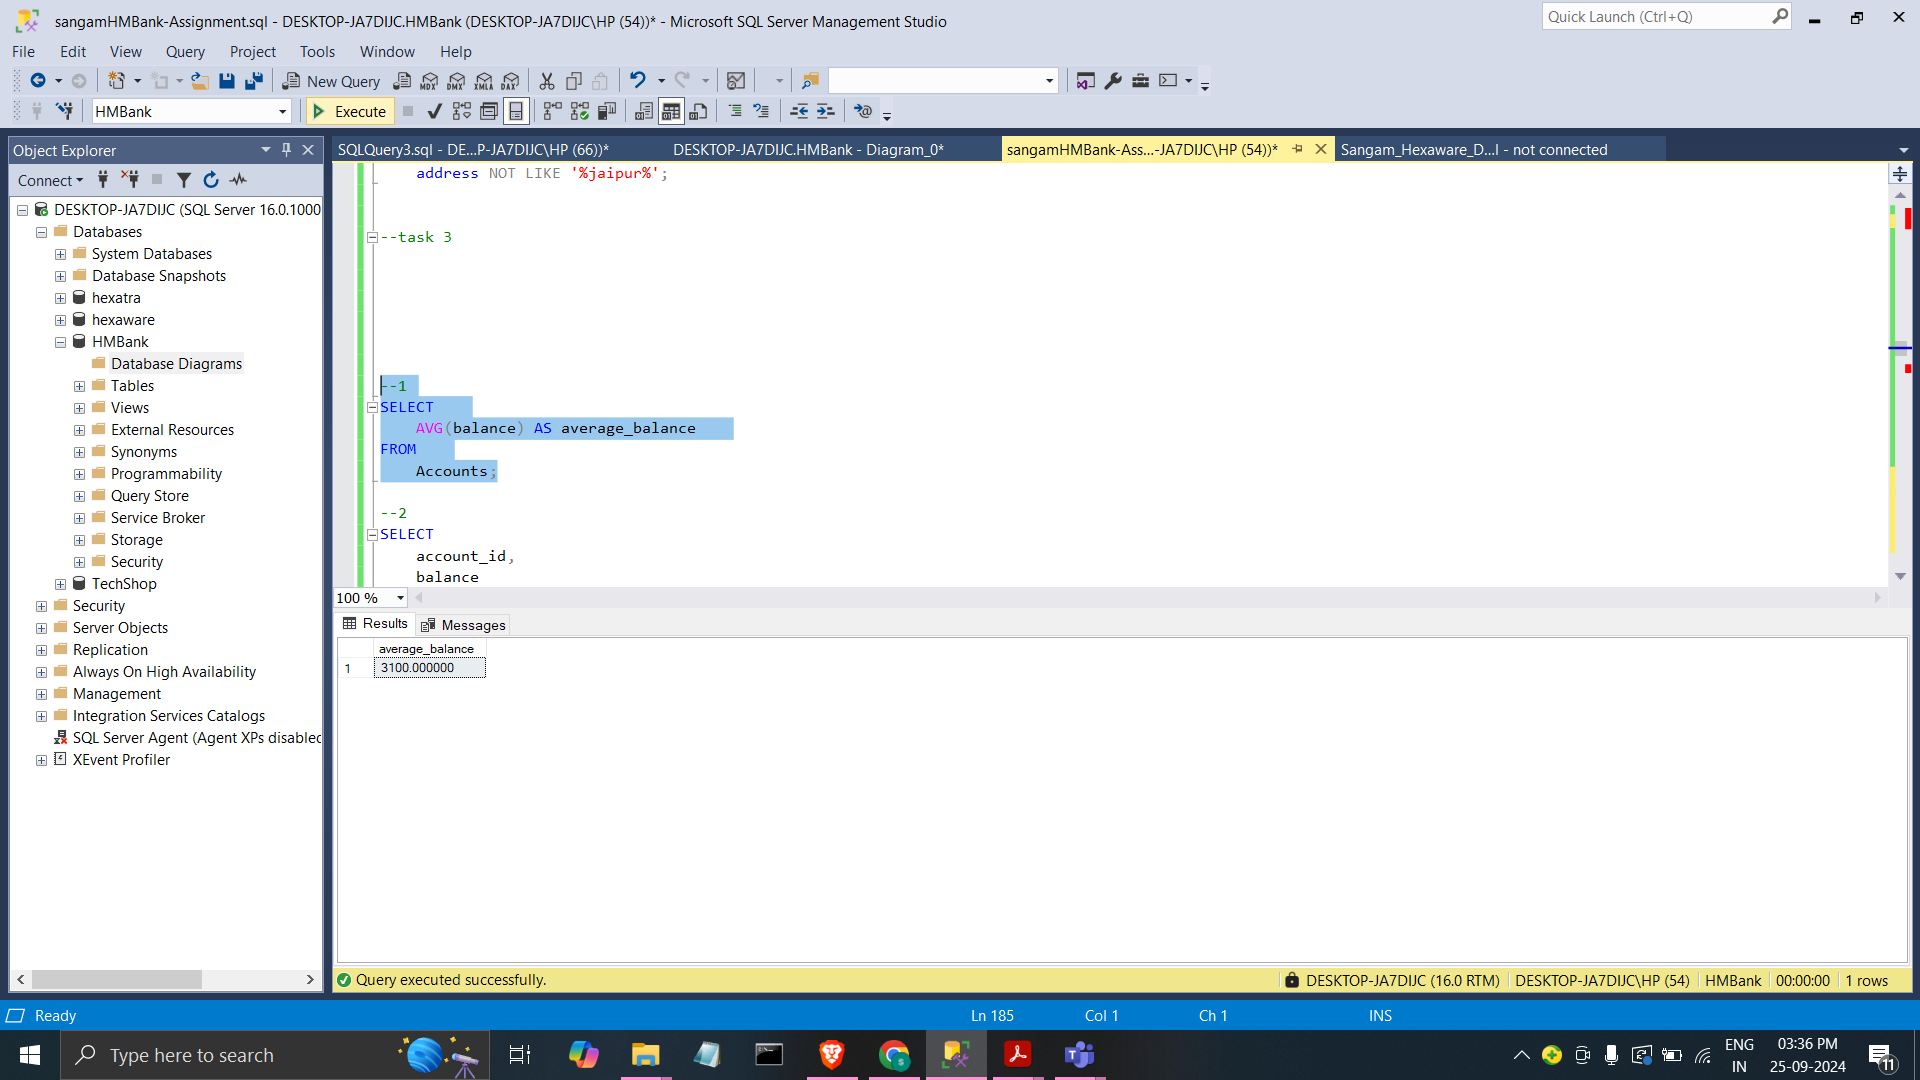 sangamHMBank-Assignment.sql - DESKTOP-JA7DIJC.HMBank (DESKTOP-JA7DIJC\HP (54))* - Microsoft SQL Server Management Studio
Quick Launch (Ctrl+Q)
File Edit View Query Project Tools Window Help
New Query MDX DMX XMLA DAX
HMBank Execute
Object Explorer
SQLQuery3.sql - DE...P-JA7DIJC\HP (66))* DESKTOP-JA7DIJC.HMBank - Diagram_0* sangamHMBank-Ass...-JA7DIJC\HP (54))* Sangam_Hexaware_D...l - not connected
Connect
DESKTOP-JA7DIJC (SQL Server 16.0.1000
Databases
System Databases
Database Snapshots
hexatra
hexaware
HMBank
Database Diagrams
Tables
Views
External Resources
Synonyms
Programmability
Query Store
Service Broker
Storage
Security
TechShop
Security
Server Objects
Replication
Always On High Availability
Management
Integration Services Catalogs
SQL Server Agent (Agent XPs disabled
XEvent Profiler
address NOT LIKE '%jaipur%';
--task 3
--1
SELECT
AVG(balance) AS average_balance
FROM
Accounts;
--2
SELECT
account_id,
balance
100 %
Results Messages
average_balance
1 3100.000000
Query executed successfully. DESKTOP-JA7DIJC (16.0 RTM) DESKTOP-JA7DIJC\HP (54) HMBank 00:00:00 1 rows
Ready Ln 185 Col 1 Ch 1 INS
Type here to search
ENG
IN
03:36 PM
25-09-2024
11